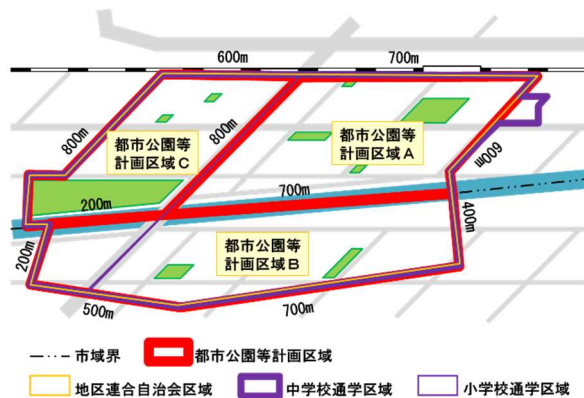 600m
700m
800m
都市公園等
計画区域C
800m
都市公園等
計画区域A
600m
200m
700m
200m
400m
都市公園等
計画区域B
500m
700m
市域界
都市公園等計画区域
地区連合自治会区域
中学校通学区域
小学校通学区域